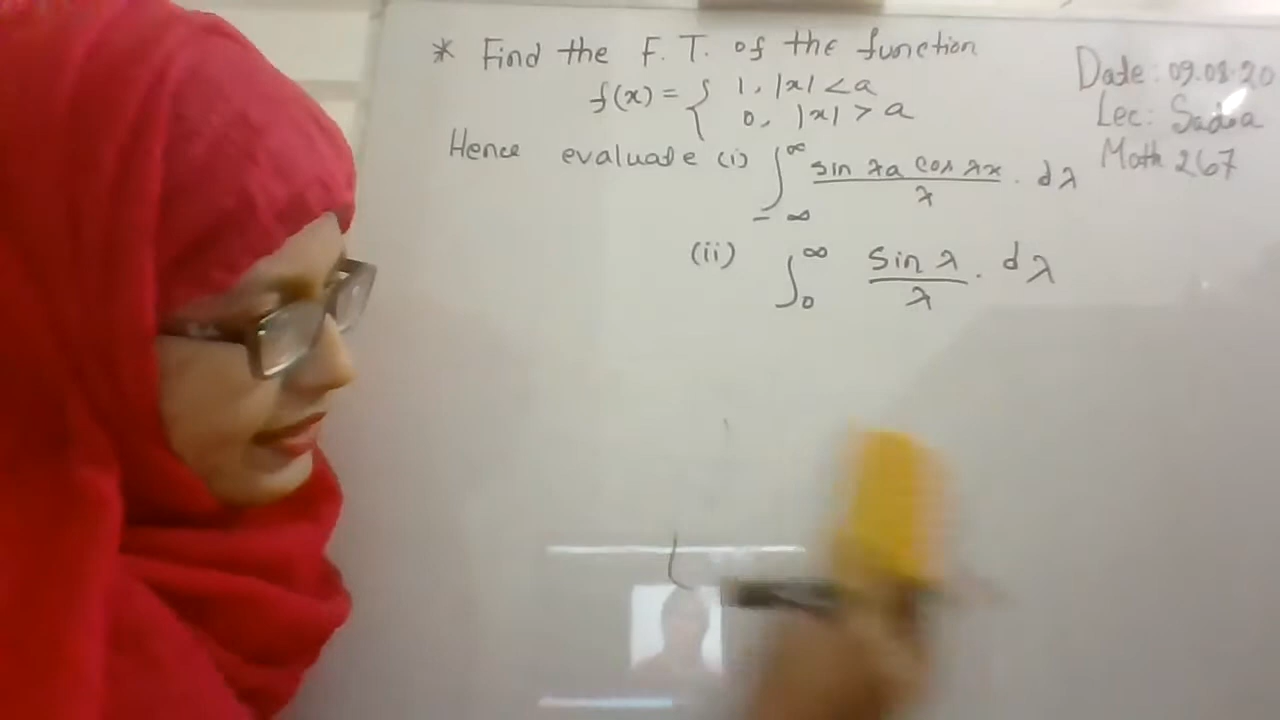 * Find the F. T. of the function
f(x) = { 1, |x| < a
0, |x| > a
Hence evaluate (i) ∫_{-∞}^{∞} sin λa cos λx / λ . dλ
(ii) ∫_0^∞ sin λ / λ . dλ
Date: 09.08.20
Lec: Sadia
Math 267